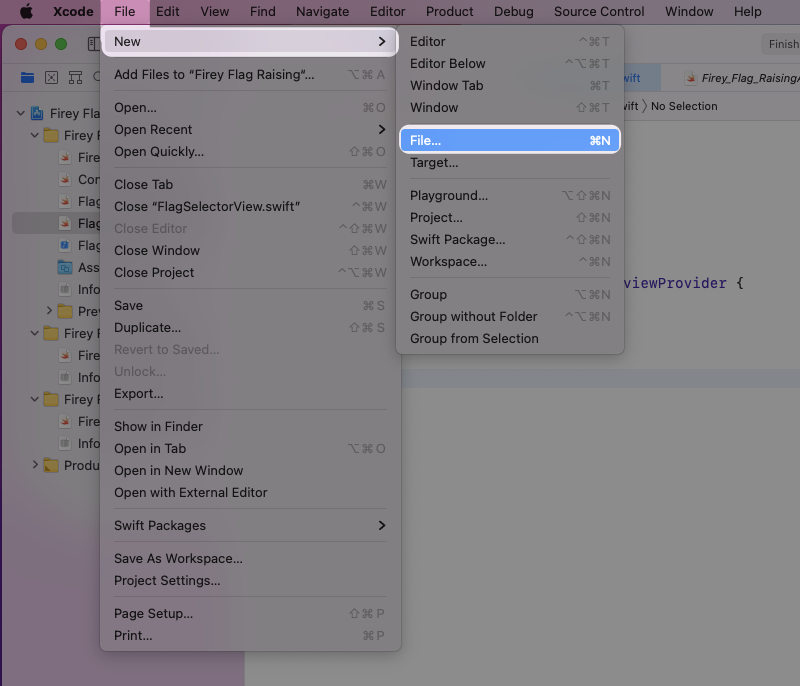 Xcode File Edit View Find Navigate Editor Product Debug Source Control Window Help
New
Add Files to “Firey Flag Raising”... ⌥⌘A
Open... ⌘O
Open Recent
Open Quickly... ⇧⌘O
Close Tab ⌘W
Close “FlagSelectorView.swift” ^⌘W
Close Editor ^⇧⌘W
Close Window ⇧⌘W
Close Project ^⌥⌘W
Save ⌘S
Duplicate... ⇧⌘S
Revert to Saved...
Unlock...
Export...
Show in Finder
Open in Tab ⌥⌘O
Open in New Window
Open with External Editor
Swift Packages
Save As Workspace...
Project Settings...
Page Setup... ⇧⌘P
Print... ⌘P
Editor ^⌘T
Editor Below ^⌥⌘T
Window Tab ⌘T
Window ⇧⌘T
File... ⌘N
Target...
Playground... ⌥⇧⌘N
Project... ⇧⌘N
Swift Package... ^⇧⌘N
Workspace... ^⌘N
Group ⌥⌘N
Group without Folder ^⌥⌘N
Group from Selection
Firey Fla
Firey F
Fire
Con
Flag
Flag
Flag
Ass
Info
Pre
Firey F
Fire
Info
Firey F
Fire
Info
Produ
Finish
wift
Firey_Flag_RaisingA
wift 〉 No Selection
viewProvider {